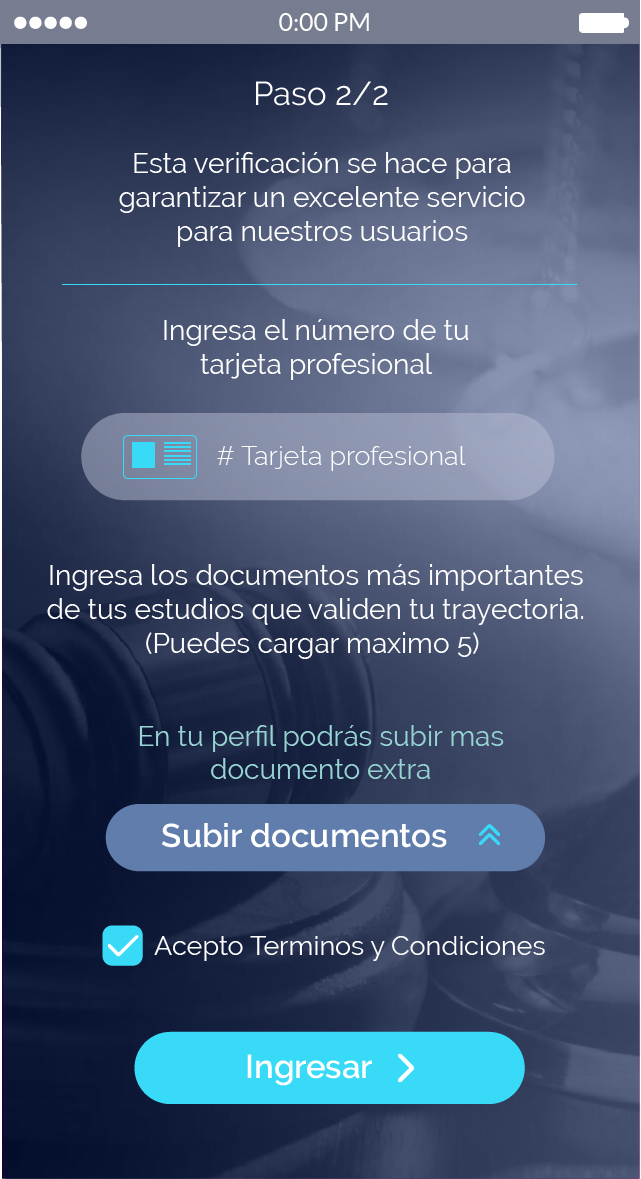 0:00 PM
Paso 2/2
Esta verificación se hace para
garantizar un excelente servicio
para nuestros usuarios
Ingresa el número de tu
tarjeta profesional
# Tarjeta profesional
Ingresa los documentos más importantes
de tus estudios que validen tu trayectoria.
(Puedes cargar maximo 5)
En tu perfil podrás subir mas
documento extra
Subir documentos
Acepto Terminos y Condiciones
Ingresar